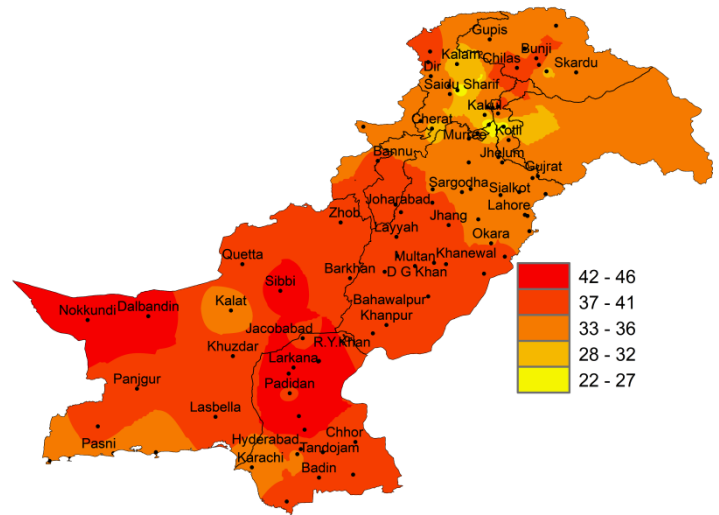 Gupis
Kalam
Chilas
Bunji
Dir
Skardu
Saidu Sharif
Kakul
Cherat
Murree
Kotli
Bannu
Jhelum
Gujrat
Sargodha
Sialkot
Joharabad
Lahore
Zhob
Jhang
Layyah
Okara
Quetta
Multan
Khanewal
Barkhan
D G Khan
Sibbi
42 - 46
37 - 41
33 - 36
28 - 32
22 - 27
Nokkundi
Dalbandin
Kalat
Bahawalpur
Khanpur
Jacobabad
R.Y.Khan
Khuzdar
Larkana
Panjgur
Padidan
Lasbella
Pasni
Hyderabad
Chhor
Tandojam
Karachi
Badin